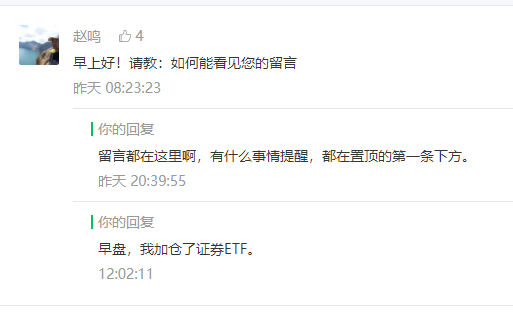 赵鸣 4
早上好！请教：如何能看见您的留言
昨天 08:23:23
你的回复
留言都在这里啊，有什么事情提醒，都在置顶的第一条下方。
昨天 20:39:55
你的回复
早盘，我加仓了证券ETF。
12:02:11